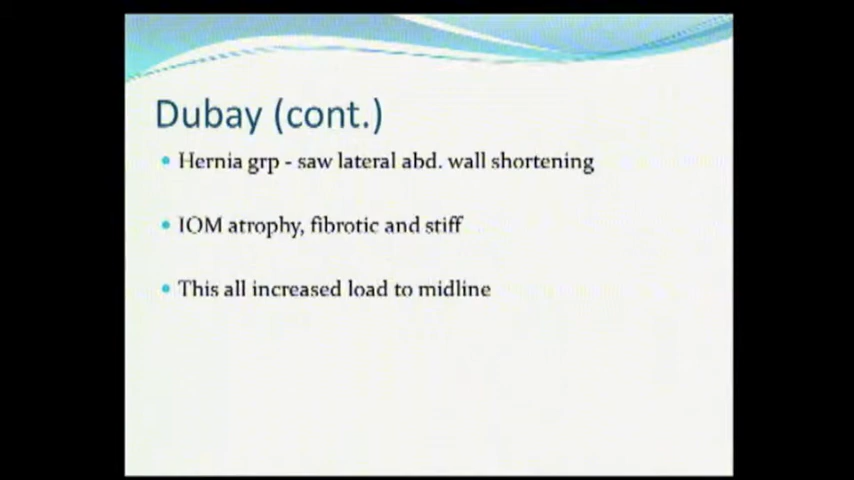 Dubay (cont.)
Hernia grp - saw lateral abd. wall shortening
IOM atrophy, fibrotic and stiff
This all increased load to midline